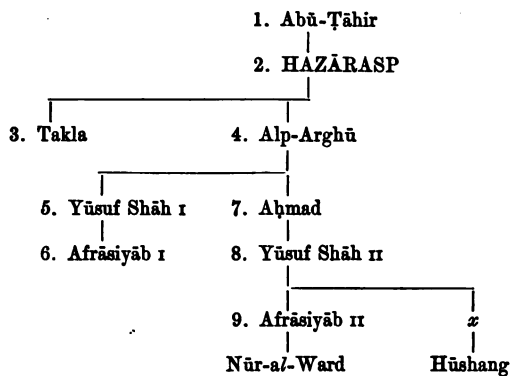 1. Abū-Ṭāhir
2. HAZĀRASP
3. Takla 4. Alp-Arghū
5. Yūsuf Shāh I 7. Aḥmad
6. Afrāsiyāb I 8. Yūsuf Shāh II
9. Afrāsiyāb II x
Nūr-al-Ward Hūshang